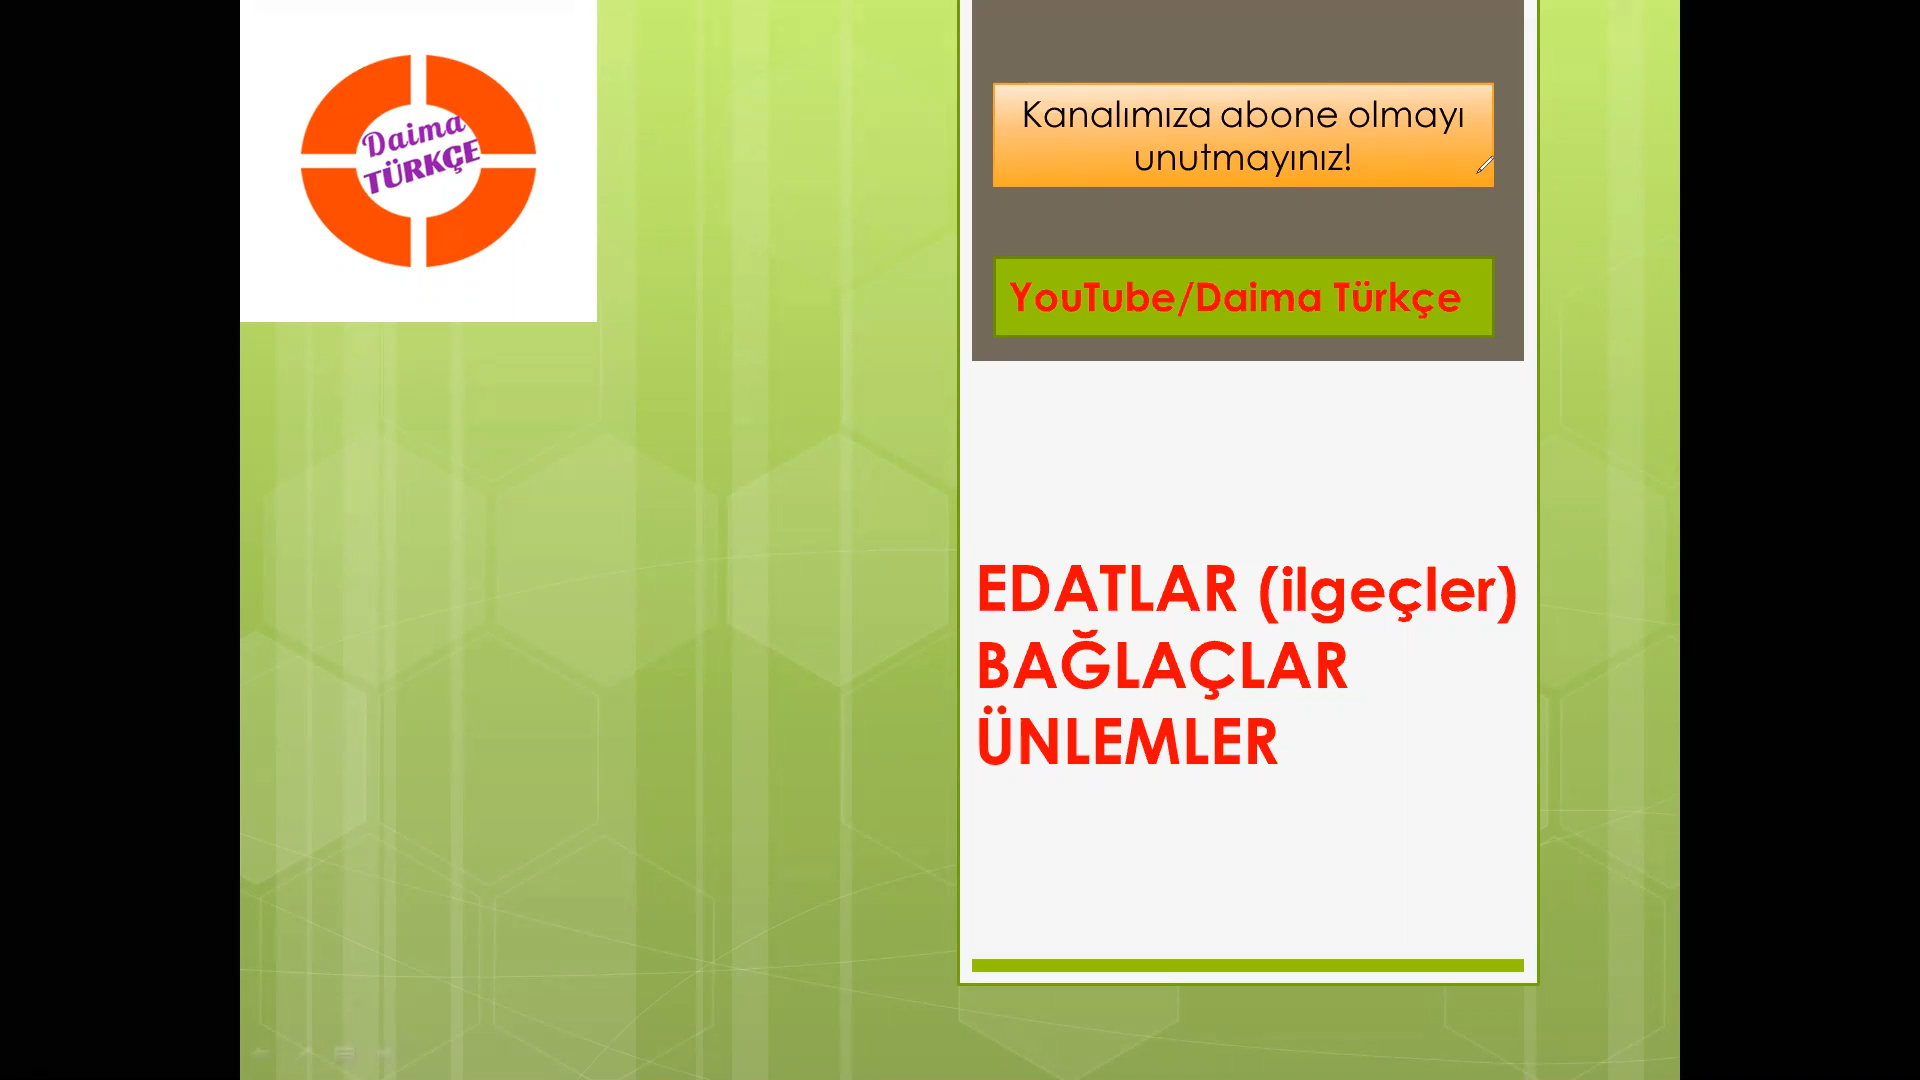 Daima
TÜRKÇE
Kanalımıza abone olmayı
unutmayınız!
YouTube/Daima Türkçe
EDATLAR (ilgeçler)
BAĞLAÇLAR
ÜNLEMLER